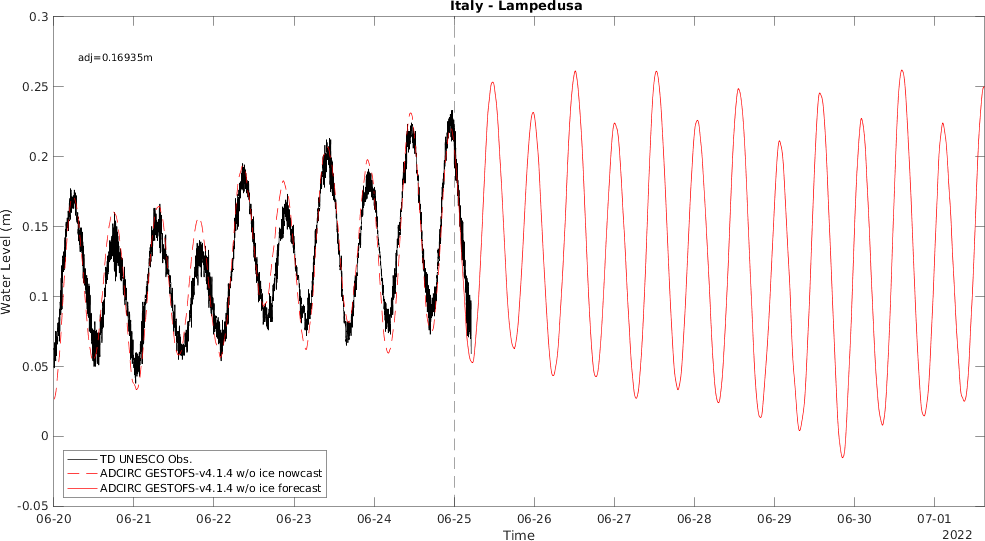 Italy - Lampedusa
adj=0.16935m
Water Level (m)
0.3
0.25
0.2
0.15
0.1
0.05
0
-0.05
TD UNESCO Obs.
ADCIRC GESTOFS-v4.1.4 w/o ice nowcast
ADCIRC GESTOFS-v4.1.4 w/o ice forecast
06-20 06-21 06-22 06-23 06-24 06-25 06-26 06-27 06-28 06-29 06-30 07-01
Time
2022